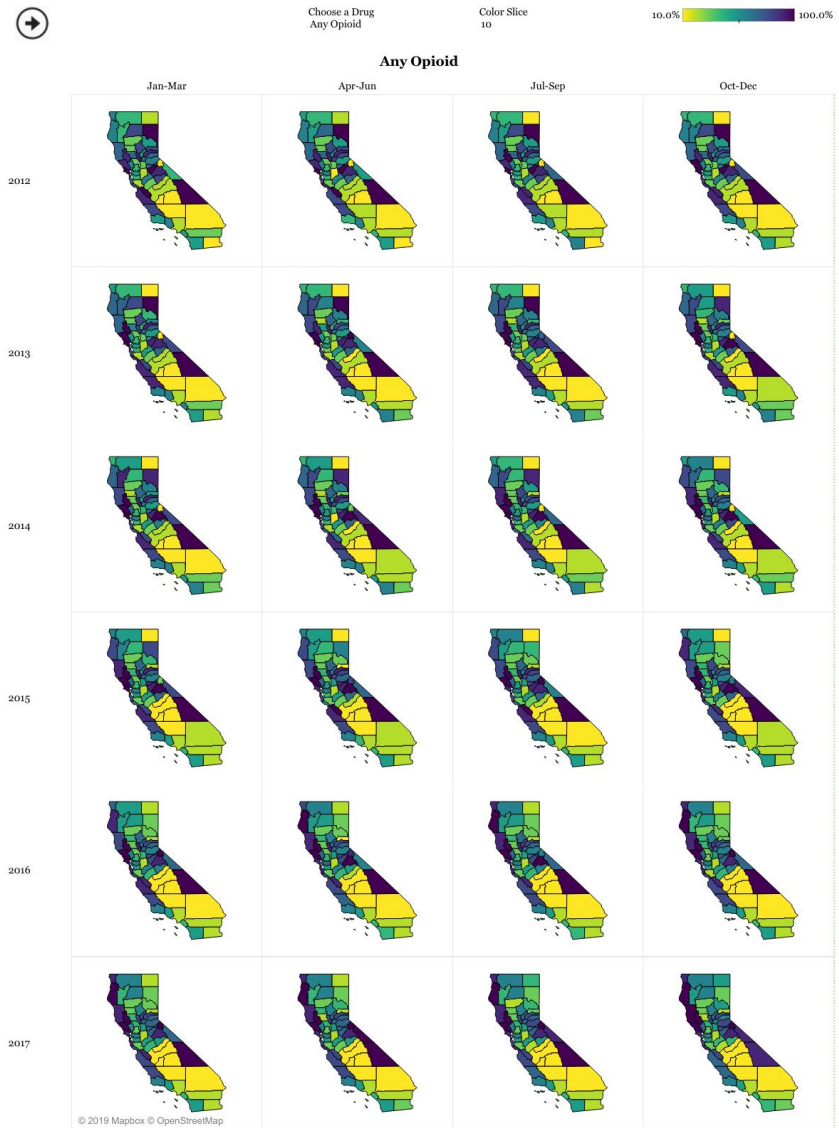 Choose a Drug
Any Opioid
Color Slice
10
10.0%
100.0%
Any Opioid
Jan-Mar
Apr-Jun
Jul-Sep
Oct-Dec
2012
2013
2014
2015
2016
2017
© 2019 Mapbox © OpenStreetMap